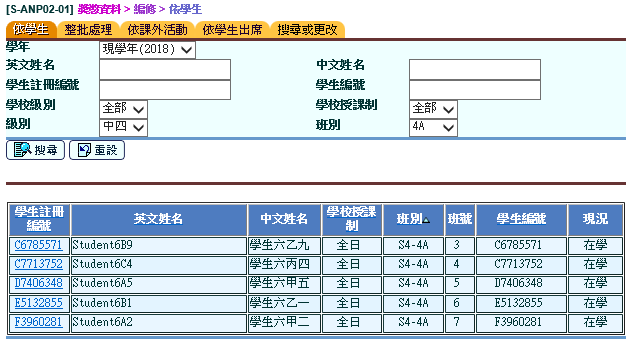 [S-ANP02-01] 獎懲資料 > 編修 > 依學生
依學生 整批處理 依課外活動 依學生出席 搜尋或更改
學年 現學年(2018)
英文姓名 中文姓名
學生註冊編號 學生編號
學校級別 全部 學校授課制 全部
級別 中四 班別 4A
搜尋 重設
學生註冊編號 英文姓名 中文姓名 學校授課制 班別 班號 學生編號 現況
C6785571 Student6B9 學生六乙九 全日 S4-4A 3 C6785571 在學
C7713752 Student6C4 學生六丙四 全日 S4-4A 4 C7713752 在學
D7406348 Student6A5 學生六甲五 全日 S4-4A 5 D7406348 在學
E5132855 Student6B1 學生六乙一 全日 S4-4A 6 E5132855 在學
F3960281 Student6A2 學生六甲二 全日 S4-4A 7 F3960281 在學